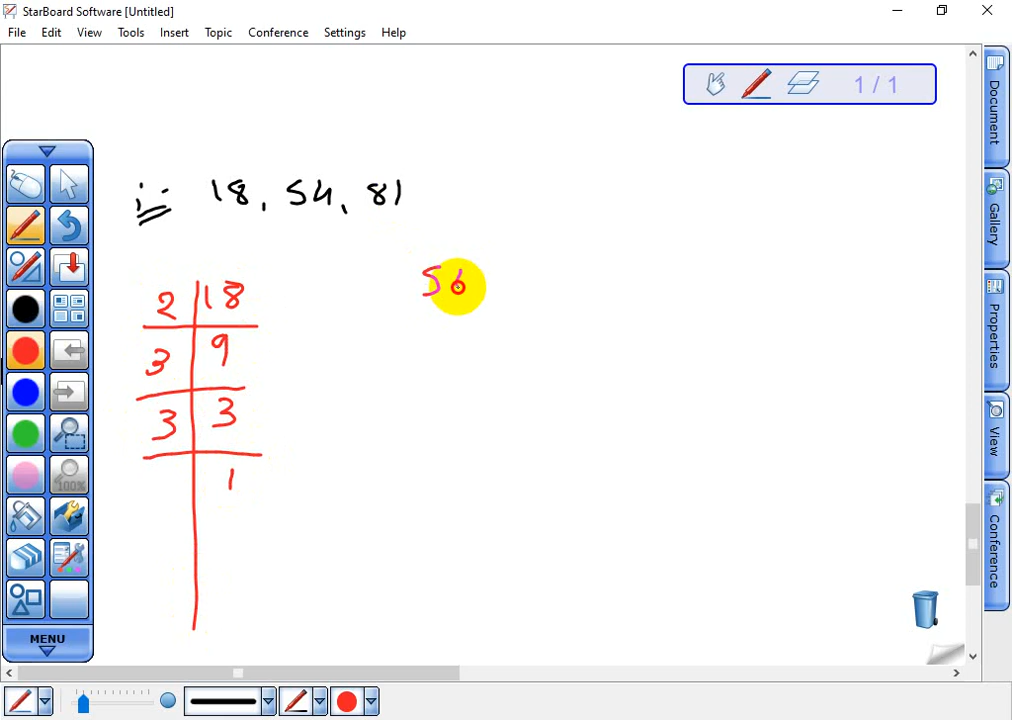 StarBoard Software [Untitled]
File Edit View Tools Insert Topic Conference Settings Help
1 / 1
Document
Gallery
Properties
View
Conference
100%
MENU
i:- 18, 54, 81
2 18
3 9
3 3
1
5